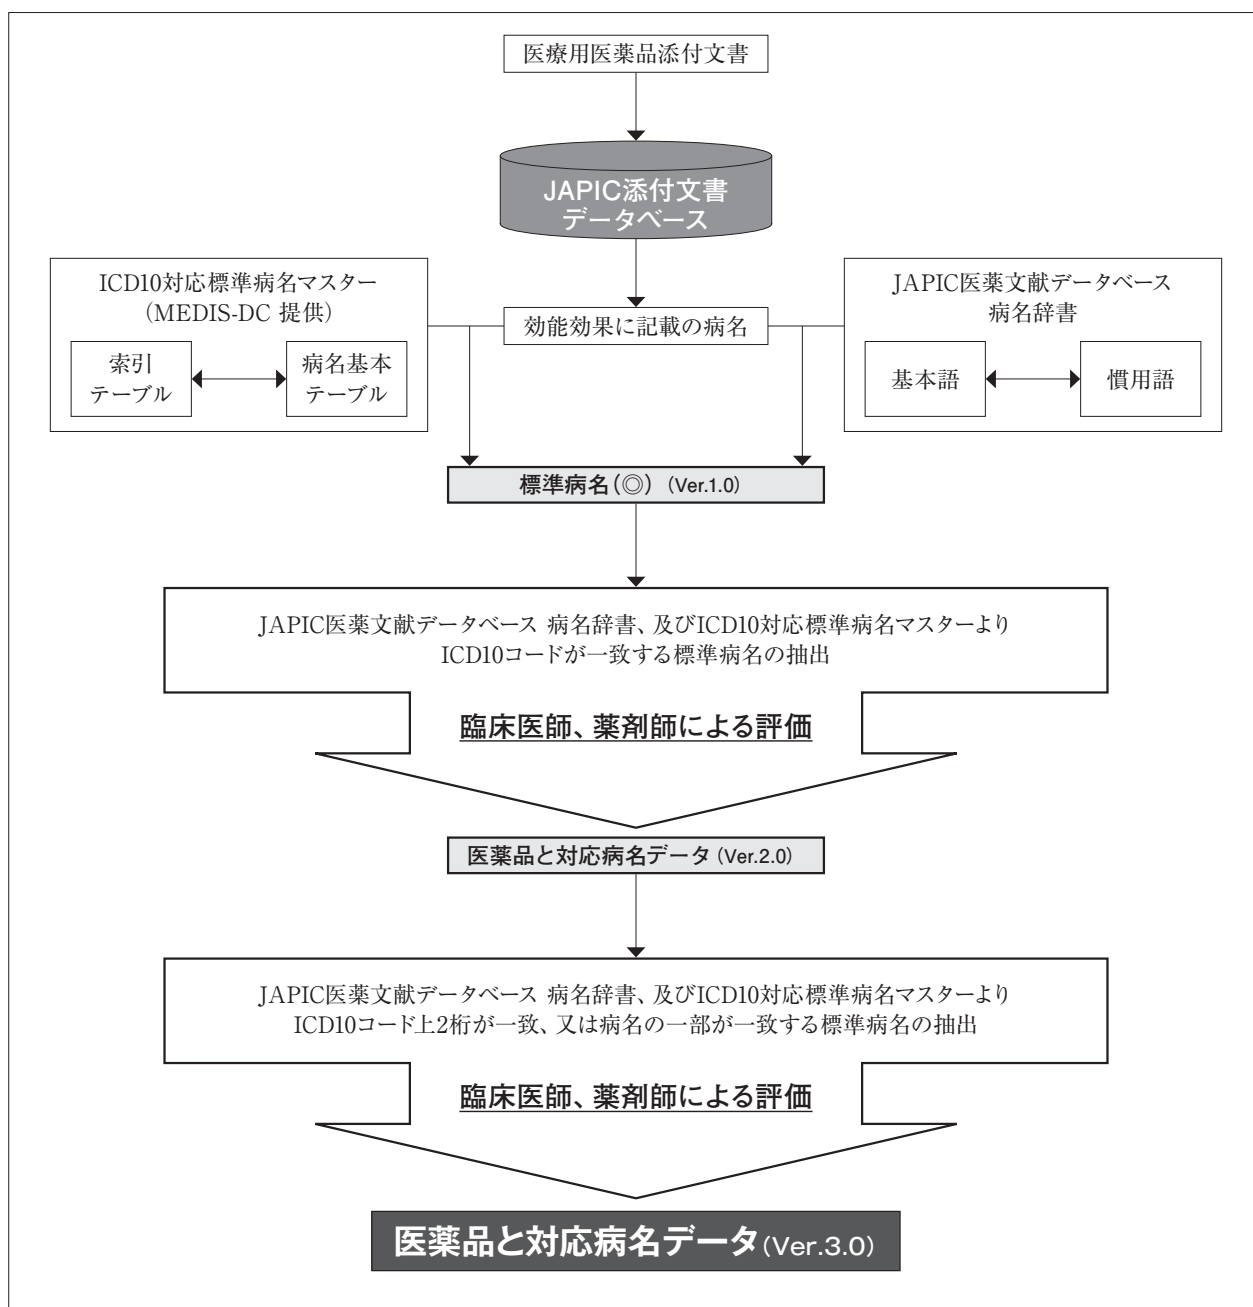 医療用医薬品添付文書
JAPIC添付文書
データベース
ICD10対応標準病名マスター
（MEDIS-DC 提供）
索引
テーブル
病名基本
テーブル
効能効果に記載の病名
JAPIC医薬文献データベース
病名辞書
基本語
慣用語
標準病名（◎）（Ver.1.0）
JAPIC医薬文献データベース 病名辞書、及びICD10対応標準病名マスターより
ICD10コードが一致する標準病名の抽出
臨床医師、薬剤師による評価
医薬品と対応病名データ（Ver.2.0）
JAPIC医薬文献データベース 病名辞書、及びICD10対応標準病名マスターより
ICD10コード上2桁が一致、又は病名の一部が一致する標準病名の抽出
臨床医師、薬剤師による評価
医薬品と対応病名データ（Ver.3.0）